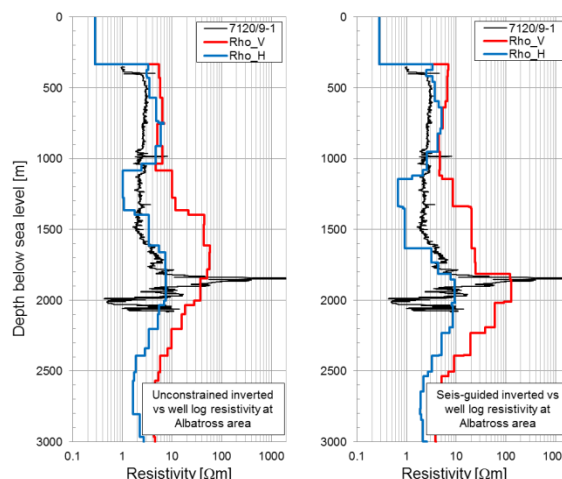 0
500
1000
1500
2000
2500
3000
Depth below sea level [m]
7120/9-1
Rho_V
Rho_H
Unconstrained inverted
vs well log resistivity at
Albatross area
0.1 1 10 100 1000
Resistivity [Ωm]
0
500
1000
1500
2000
2500
3000
7120/9-1
Rho_V
Rho_H
Seis-guided inverted vs
well log resistivity at
Albatross area
0.1 1 10 100
Resistivity [Ωm]